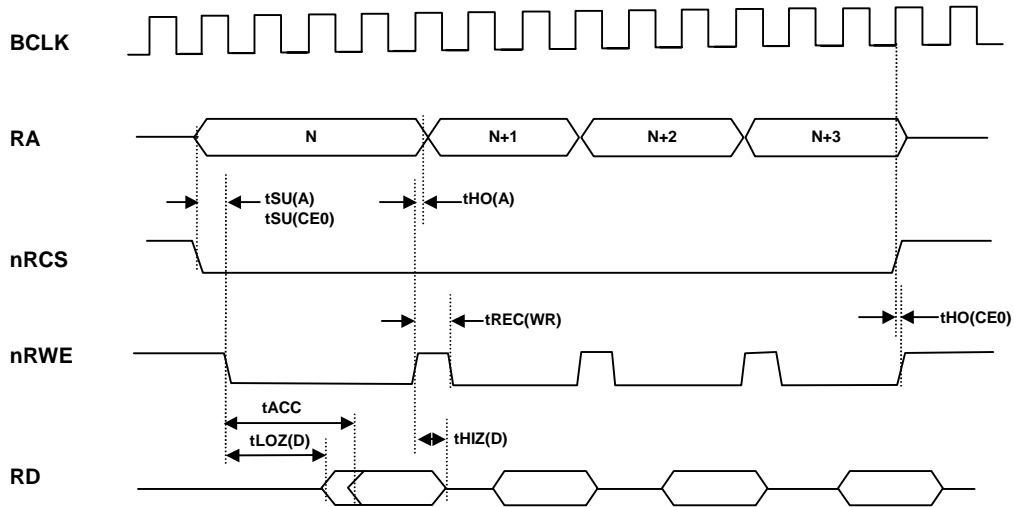 BCLK
RA
N
N+1
N+2
N+3
tSU(A)
tSU(CE0)
tHO(A)
nRCS
tREC(WR)
tHO(CE0)
nRWE
tACC
tLOZ(D)
tHIZ(D)
RD